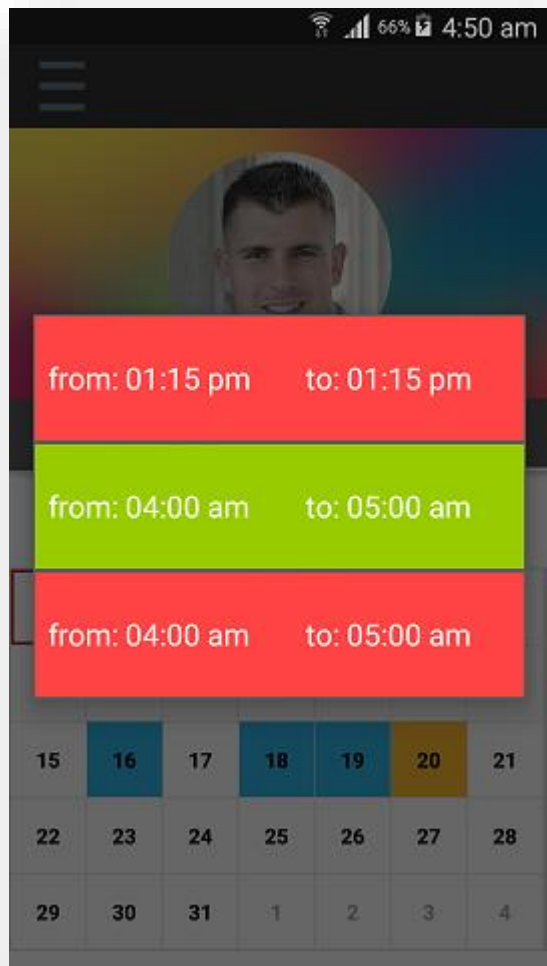 66% 4:50 am
from: 01:15 pm to: 01:15 pm
from: 04:00 am to: 05:00 am
from: 04:00 am to: 05:00 am
15 16 17 18 19 20 21
22 23 24 25 26 27 28
29 30 31 1 2 3 4